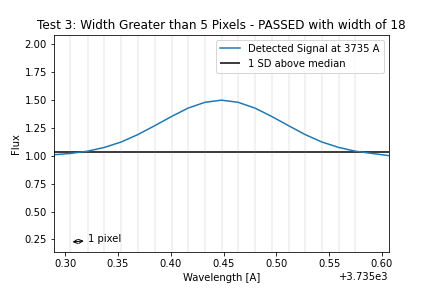 Test 3: Width Greater than 5 Pixels - PASSED with width of 18
Detected Signal at 3735 A
1 SD above median
2.00
1.75
1.50
1.25
1.00
0.75
0.50
0.25
Flux
1 pixel
0.30 0.35 0.40 0.45 0.50 0.55 0.60
Wavelength [A]
+3.735e3